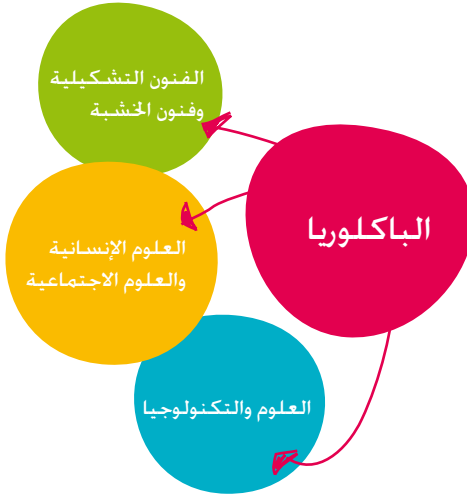 الفنون التشكيلية
وفنون الخشبة
الباكلوريا
العلوم الإنسانية
والعلوم الاجتماعية
العلوم والتكنولوجيا